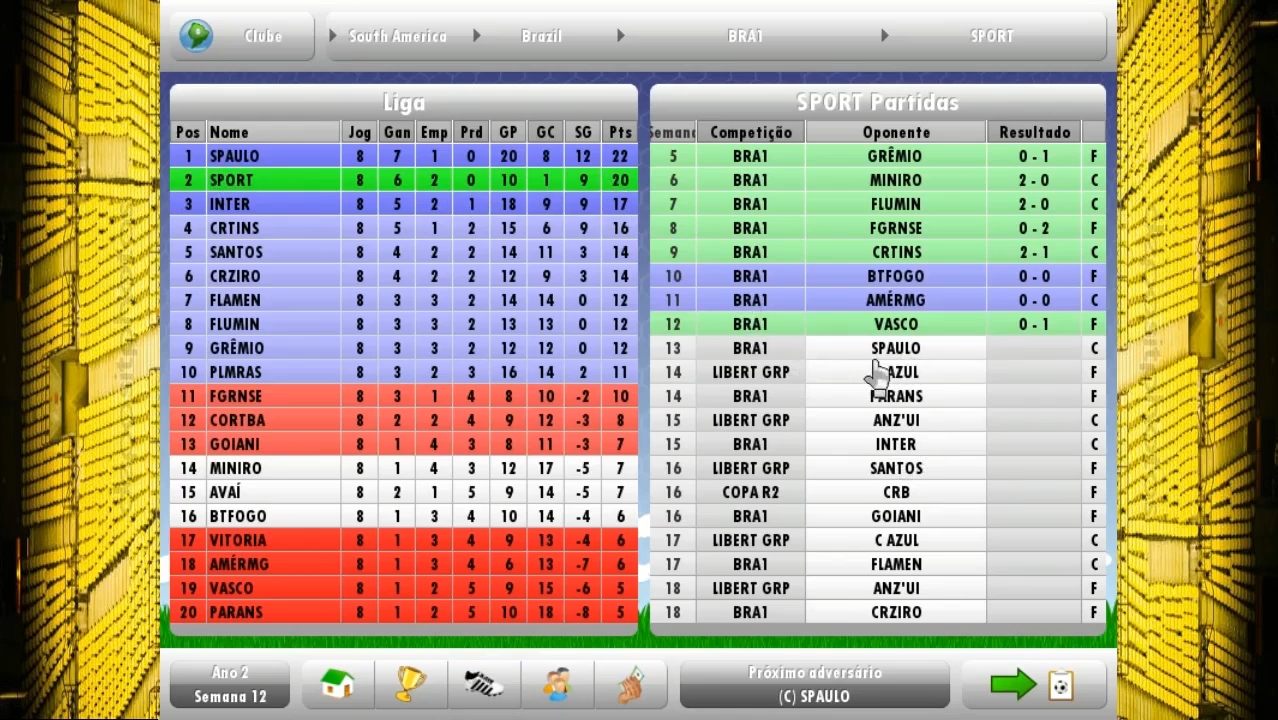 Clube South America Brazil BRA1 SPORT
Liga
Pos Nome Jog Gan Emp Prd GP GC SG Pts
1 SPAULO 8 7 1 0 20 8 12 22
2 SPORT 8 6 2 0 10 1 9 20
3 INTER 8 5 2 1 18 9 9 17
4 CRTINS 8 5 1 2 15 6 9 16
5 SANTOS 8 4 2 2 14 11 3 14
6 CRZIRO 8 4 2 2 12 9 3 14
7 FLAMEN 8 3 3 2 14 14 0 12
8 FLUMIN 8 3 3 2 13 13 0 12
9 GRÊMIO 8 3 3 2 12 12 0 12
10 PLMRAS 8 3 2 3 16 14 2 11
11 FGRNSE 8 3 1 4 8 10 -2 10
12 CORTBA 8 2 2 4 9 12 -3 8
13 GOIANI 8 1 4 3 8 11 -3 7
14 MINIRO 8 1 4 3 12 17 -5 7
15 AVAÍ 8 2 1 5 9 14 -5 7
16 BTFOGO 8 1 3 4 10 14 -4 6
17 VITORIA 8 1 3 4 9 13 -4 6
18 AMÉRMG 8 1 3 4 6 13 -7 6
19 VASCO 8 1 2 5 9 15 -6 5
20 PARANS 8 1 2 5 10 18 -8 5
SPORT Partidas
Semana Competição Oponente Resultado
5 BRA1 GRÊMIO 0 - 1 F
6 BRA1 MINIRO 2 - 0 C
7 BRA1 FLUMIN 2 - 0 C
8 BRA1 FGRNSE 0 - 2 F
9 BRA1 CRTINS 2 - 1 C
10 BRA1 BTFOGO 0 - 0 F
11 BRA1 AMÉRMG 0 - 0 C
12 BRA1 VASCO 0 - 1 F
13 BRA1 SPAULO C
14 LIBERT GRP AZUL F
14 BRA1 PARANS F
15 LIBERT GRP ANZ'UI C
15 BRA1 INTER C
16 LIBERT GRP SANTOS F
16 COPA R2 CRB F
16 BRA1 GOIANI F
17 LIBERT GRP C AZUL C
17 BRA1 FLAMEN C
18 LIBERT GRP ANZ'UI F
18 BRA1 CRZIRO F
Ano 2
Semana 12
Próximo adversário
(C) SPAULO